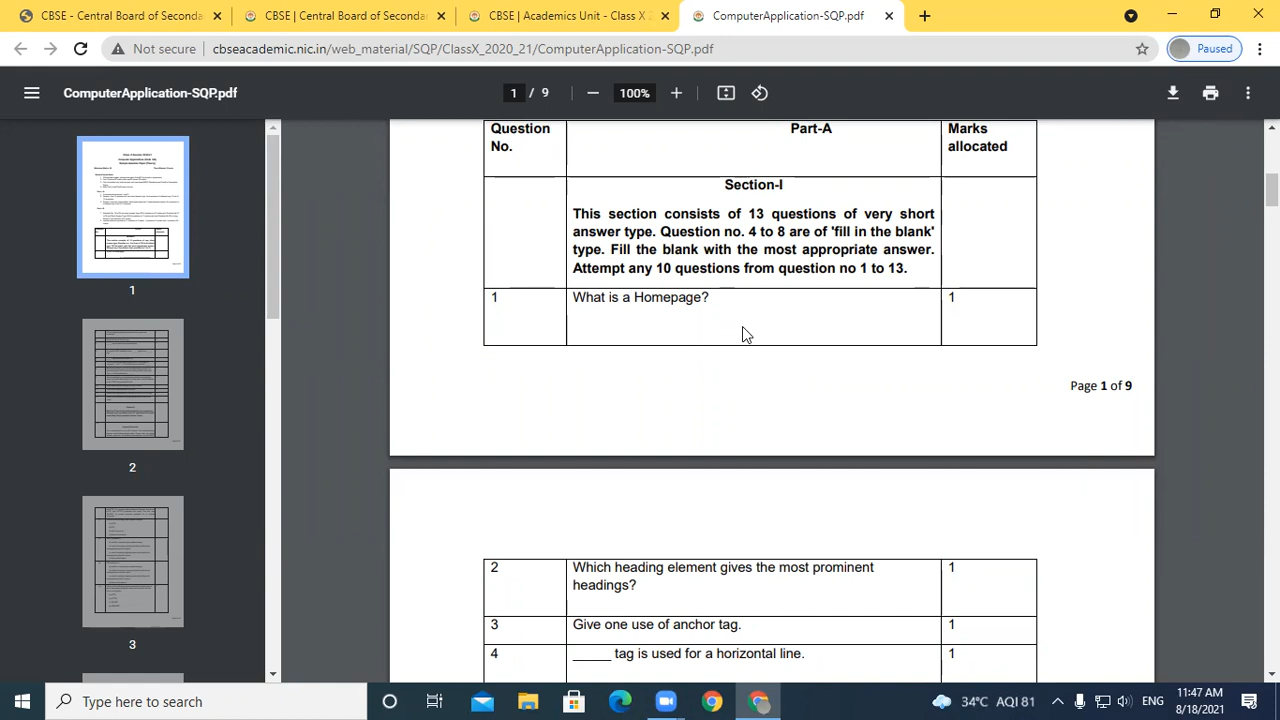 CBSE - Central Board of Seconda
CBSE | Central Board of Secondar
CBSE | Academics Unit - Class X
ComputerApplication-SQP.pdf
Not secure
cbseacademic.nic.in/web_material/SQP/ClassX_2020_21/ComputerApplication-SQP.pdf
Paused
ComputerApplication-SQP.pdf
1 / 9
100%
1
2
3
Question No.
Part-A
Marks allocated
Section-I
This section consists of 13 questions of very short
answer type. Question no. 4 to 8 are of 'fill in the blank'
type. Fill the blank with the most appropriate answer.
Attempt any 10 questions from question no 1 to 13.
1 What is a Homepage? 1
Page 1 of 9
2 Which heading element gives the most prominent 1
headings?
3 Give one use of anchor tag. 1
4 _____ tag is used for a horizontal line. 1
Type here to search
34°C AQI 81
ENG
11:47 AM
8/18/2021